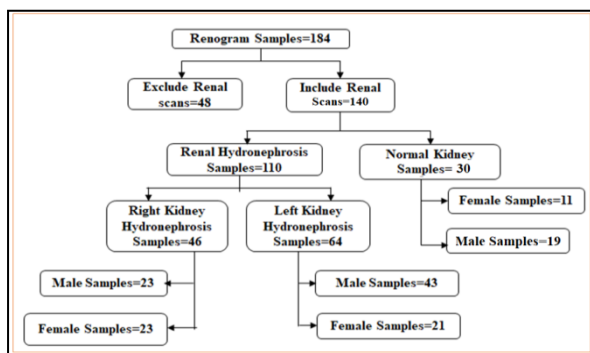 Renogram Samples=184
Exclude Renal
scans=48
Include Renal
Scans=140
Renal Hydronephrosis
Samples=110
Normal Kidney
Samples= 30
Right Kidney
Hydronephrosis
Samples=46
Left Kidney
Hydronephrosis
Samples=64
Female Samples=11
Male Samples=19
Male Samples=23
Male Samples=43
Female Samples=23
Female Samples=21